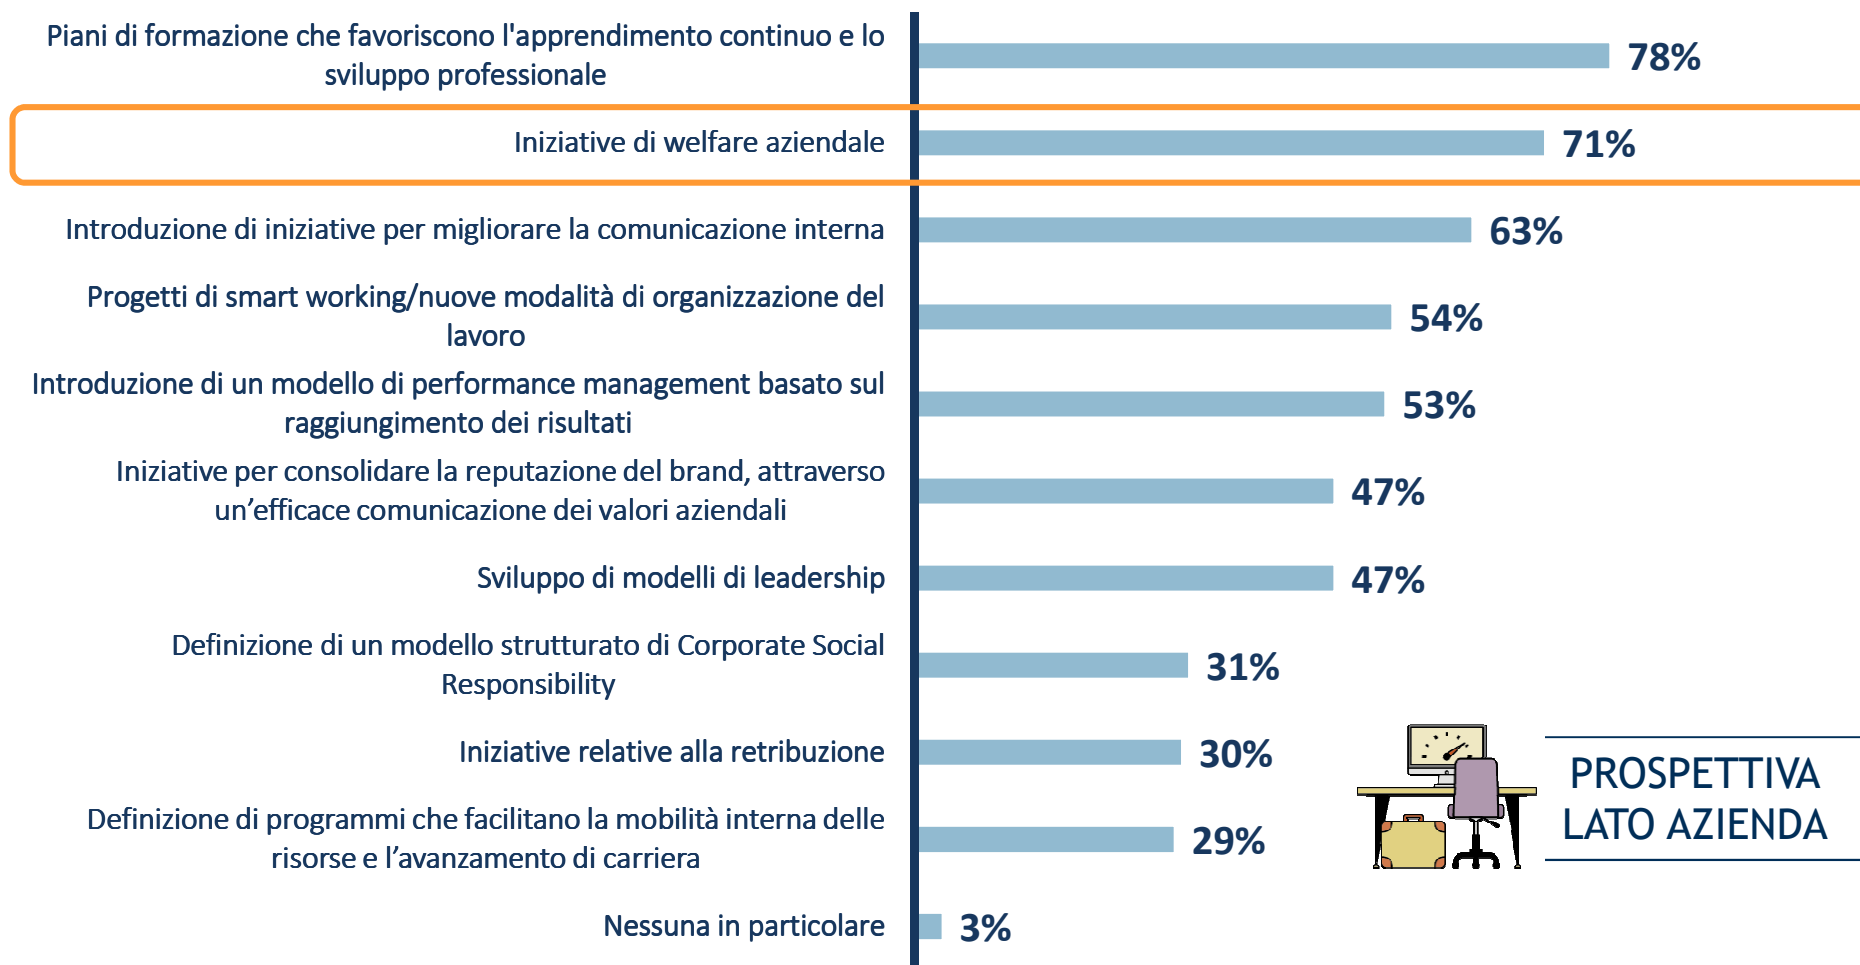 Piani di formazione che favoriscono l'apprendimento continuo e lo
sviluppo professionale
78%
Iniziative di welfare aziendale
71%
Introduzione di iniziative per migliorare la comunicazione interna
63%
Progetti di smart working/nuove modalità di organizzazione del
lavoro
54%
Introduzione di un modello di performance management basato sul
raggiungimento dei risultati
53%
Iniziative per consolidare la reputazione del brand, attraverso
un’efficace comunicazione dei valori aziendali
47%
Sviluppo di modelli di leadership
47%
Definizione di un modello strutturato di Corporate Social
Responsibility
31%
Iniziative relative alla retribuzione
30%
Definizione di programmi che facilitano la mobilità interna delle
risorse e l’avanzamento di carriera
29%
Nessuna in particolare
3%
PROSPETTIVA
LATO AZIENDA